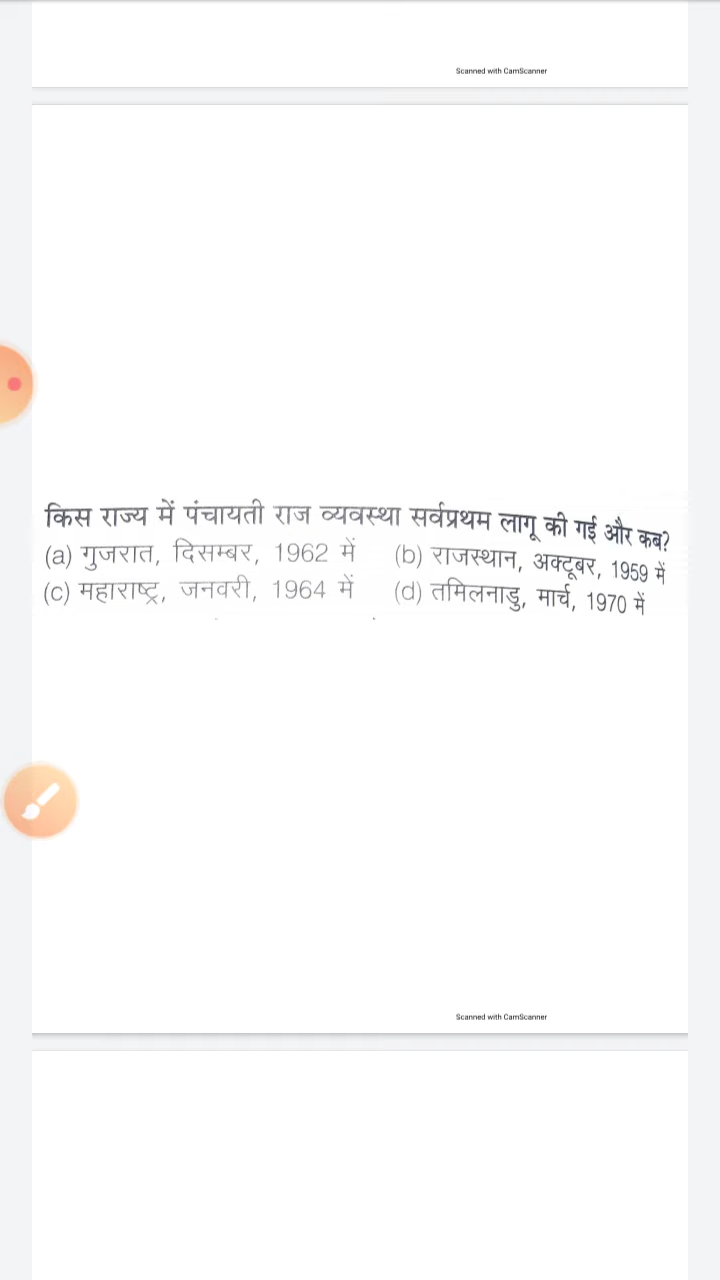 Scanned with CamScanner
किस राज्य में पंचायती राज व्यवस्था सर्वप्रथम लागू की गई और कब?
(a) गुजरात, दिसम्बर, 1962 में (b) राजस्थान, अक्टूबर, 1959 में
(c) महाराष्ट्र, जनवरी, 1964 में (d) तमिलनाडु, मार्च, 1970 में
Scanned with CamScanner